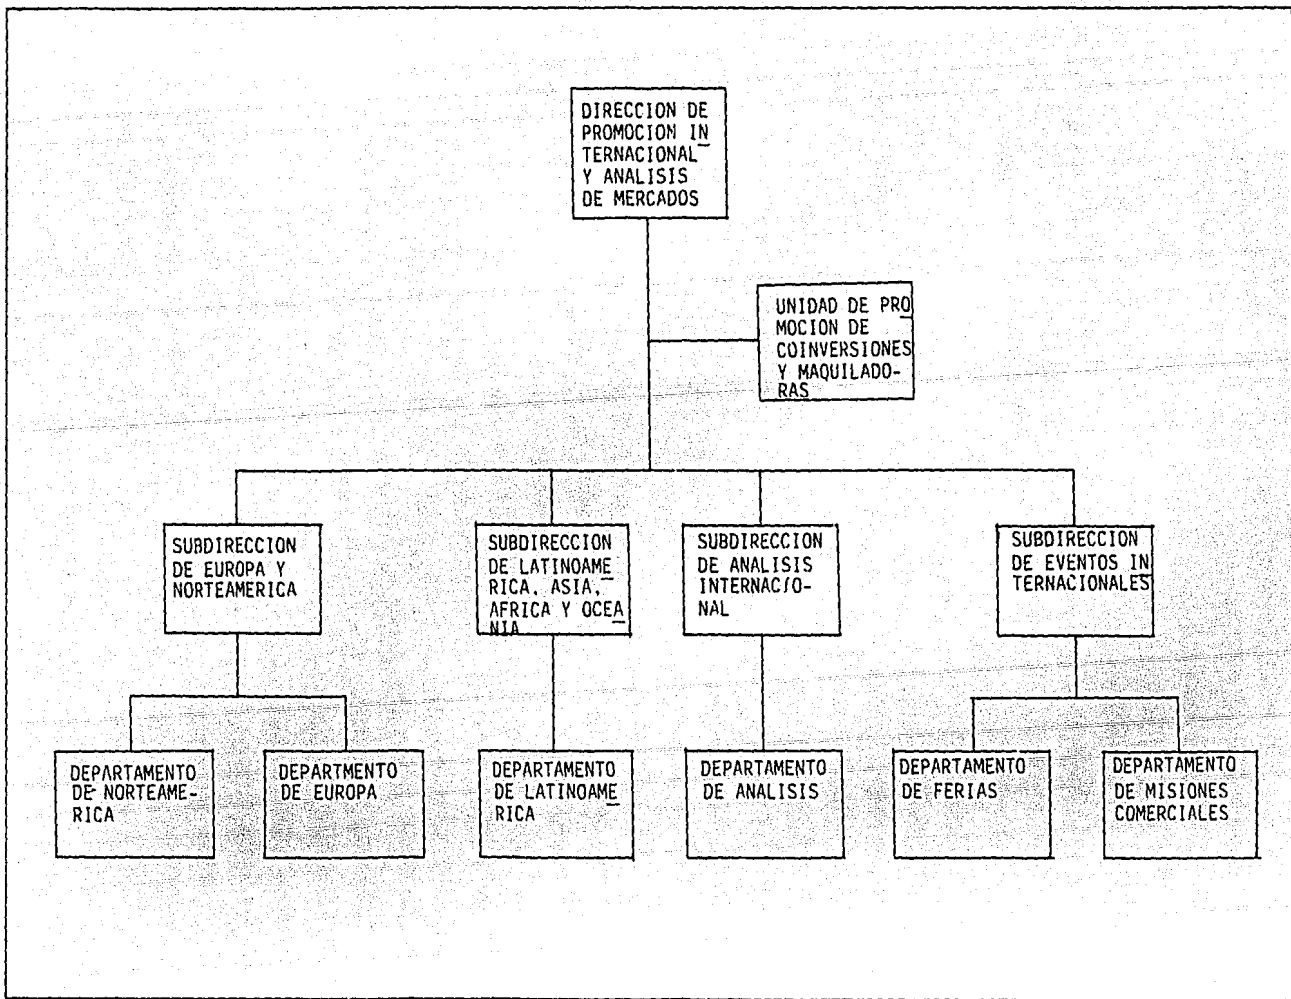 DIRECCION DE
PROMOCION IN
TERNACIONAL
Y ANALISIS
DE MERCADOS
UNIDAD DE PRO
MOCION DE
COINVERSIONES
Y MAQUILADO-
RAS
SUBDIRECCION
DE EUROPA Y
NORTEAMERICA
SUBDIRECCION
DE LATINOAME
RICA, ASIA,
AFRICA Y OCEA
NIA
SUBDIRECCION
DE ANALISIS
INTERNACIO-
NAL
SUBDIRECCION
DE EVENTOS IN
TERNACIONALES
DEPARTAMENTO
DE NORTEAME-
RICA
DEPARTMENTO
DE EUROPA
DEPARTAMENTO
DE LATINOAME
RICA
DEPARTAMENTO
DE ANALISIS
DEPARTAMENTO
DE FERIAS
DEPARTAMENTO
DE MISIONES
COMERCIALES